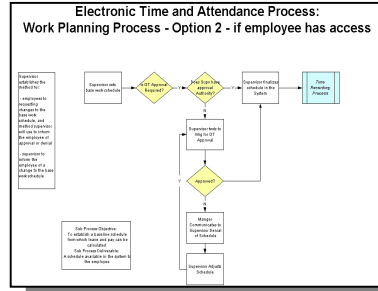 Electronic Time and Attendance Process:
Work Planning Process - Option 2 - if employee has access
Supervisor
establishes the
method for:
- employees to
requesting
changes to the
base work
schedule, and
method supervisor
will use to inform
the employee of
approval or denial
- supervisor to
inform the
employee of a
change to the base
work schedule
Supervisor sets
base work schedule
Is OT Approval
Required?
Y
Does Supv have
approval
Authority?
Y
Supervisor finalizes
schedule in the
System
Time
Recording
Process
N
Supervisor
Mg for OT
Approval
Y
Approved?
N
Manger
Communicates to
Supervisor Denial
of Schedule
Supervisor Adjusts
Schedule
Sub Process Objective:
To establish a baseline schedule
from which leave and pay can be
calculated
Sub Process Deliverable:
A schedule available in the system to
the employee